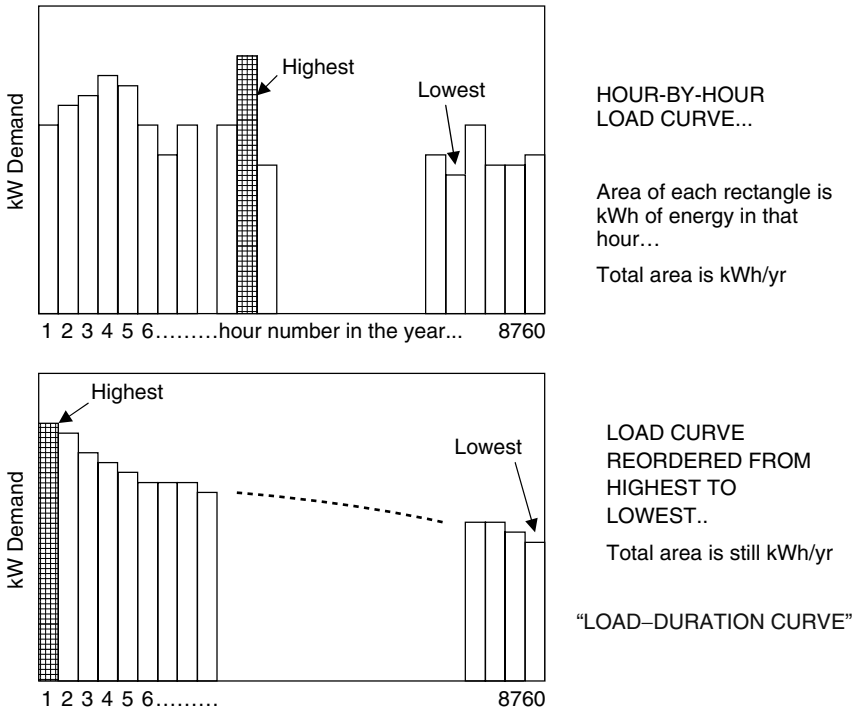 kW Demand
Highest
Lowest
HOUR-BY-HOUR
LOAD CURVE...
Area of each rectangle is
kWh of energy in that
hour…
Total area is kWh/yr
1 2 3 4 5 6.........hour number in the year... 8760
kW Demand
Highest
Lowest
LOAD CURVE
REORDERED FROM
HIGHEST TO
LOWEST..
Total area is still kWh/yr
“LOAD–DURATION CURVE”
1 2 3 4 5 6......... 8760